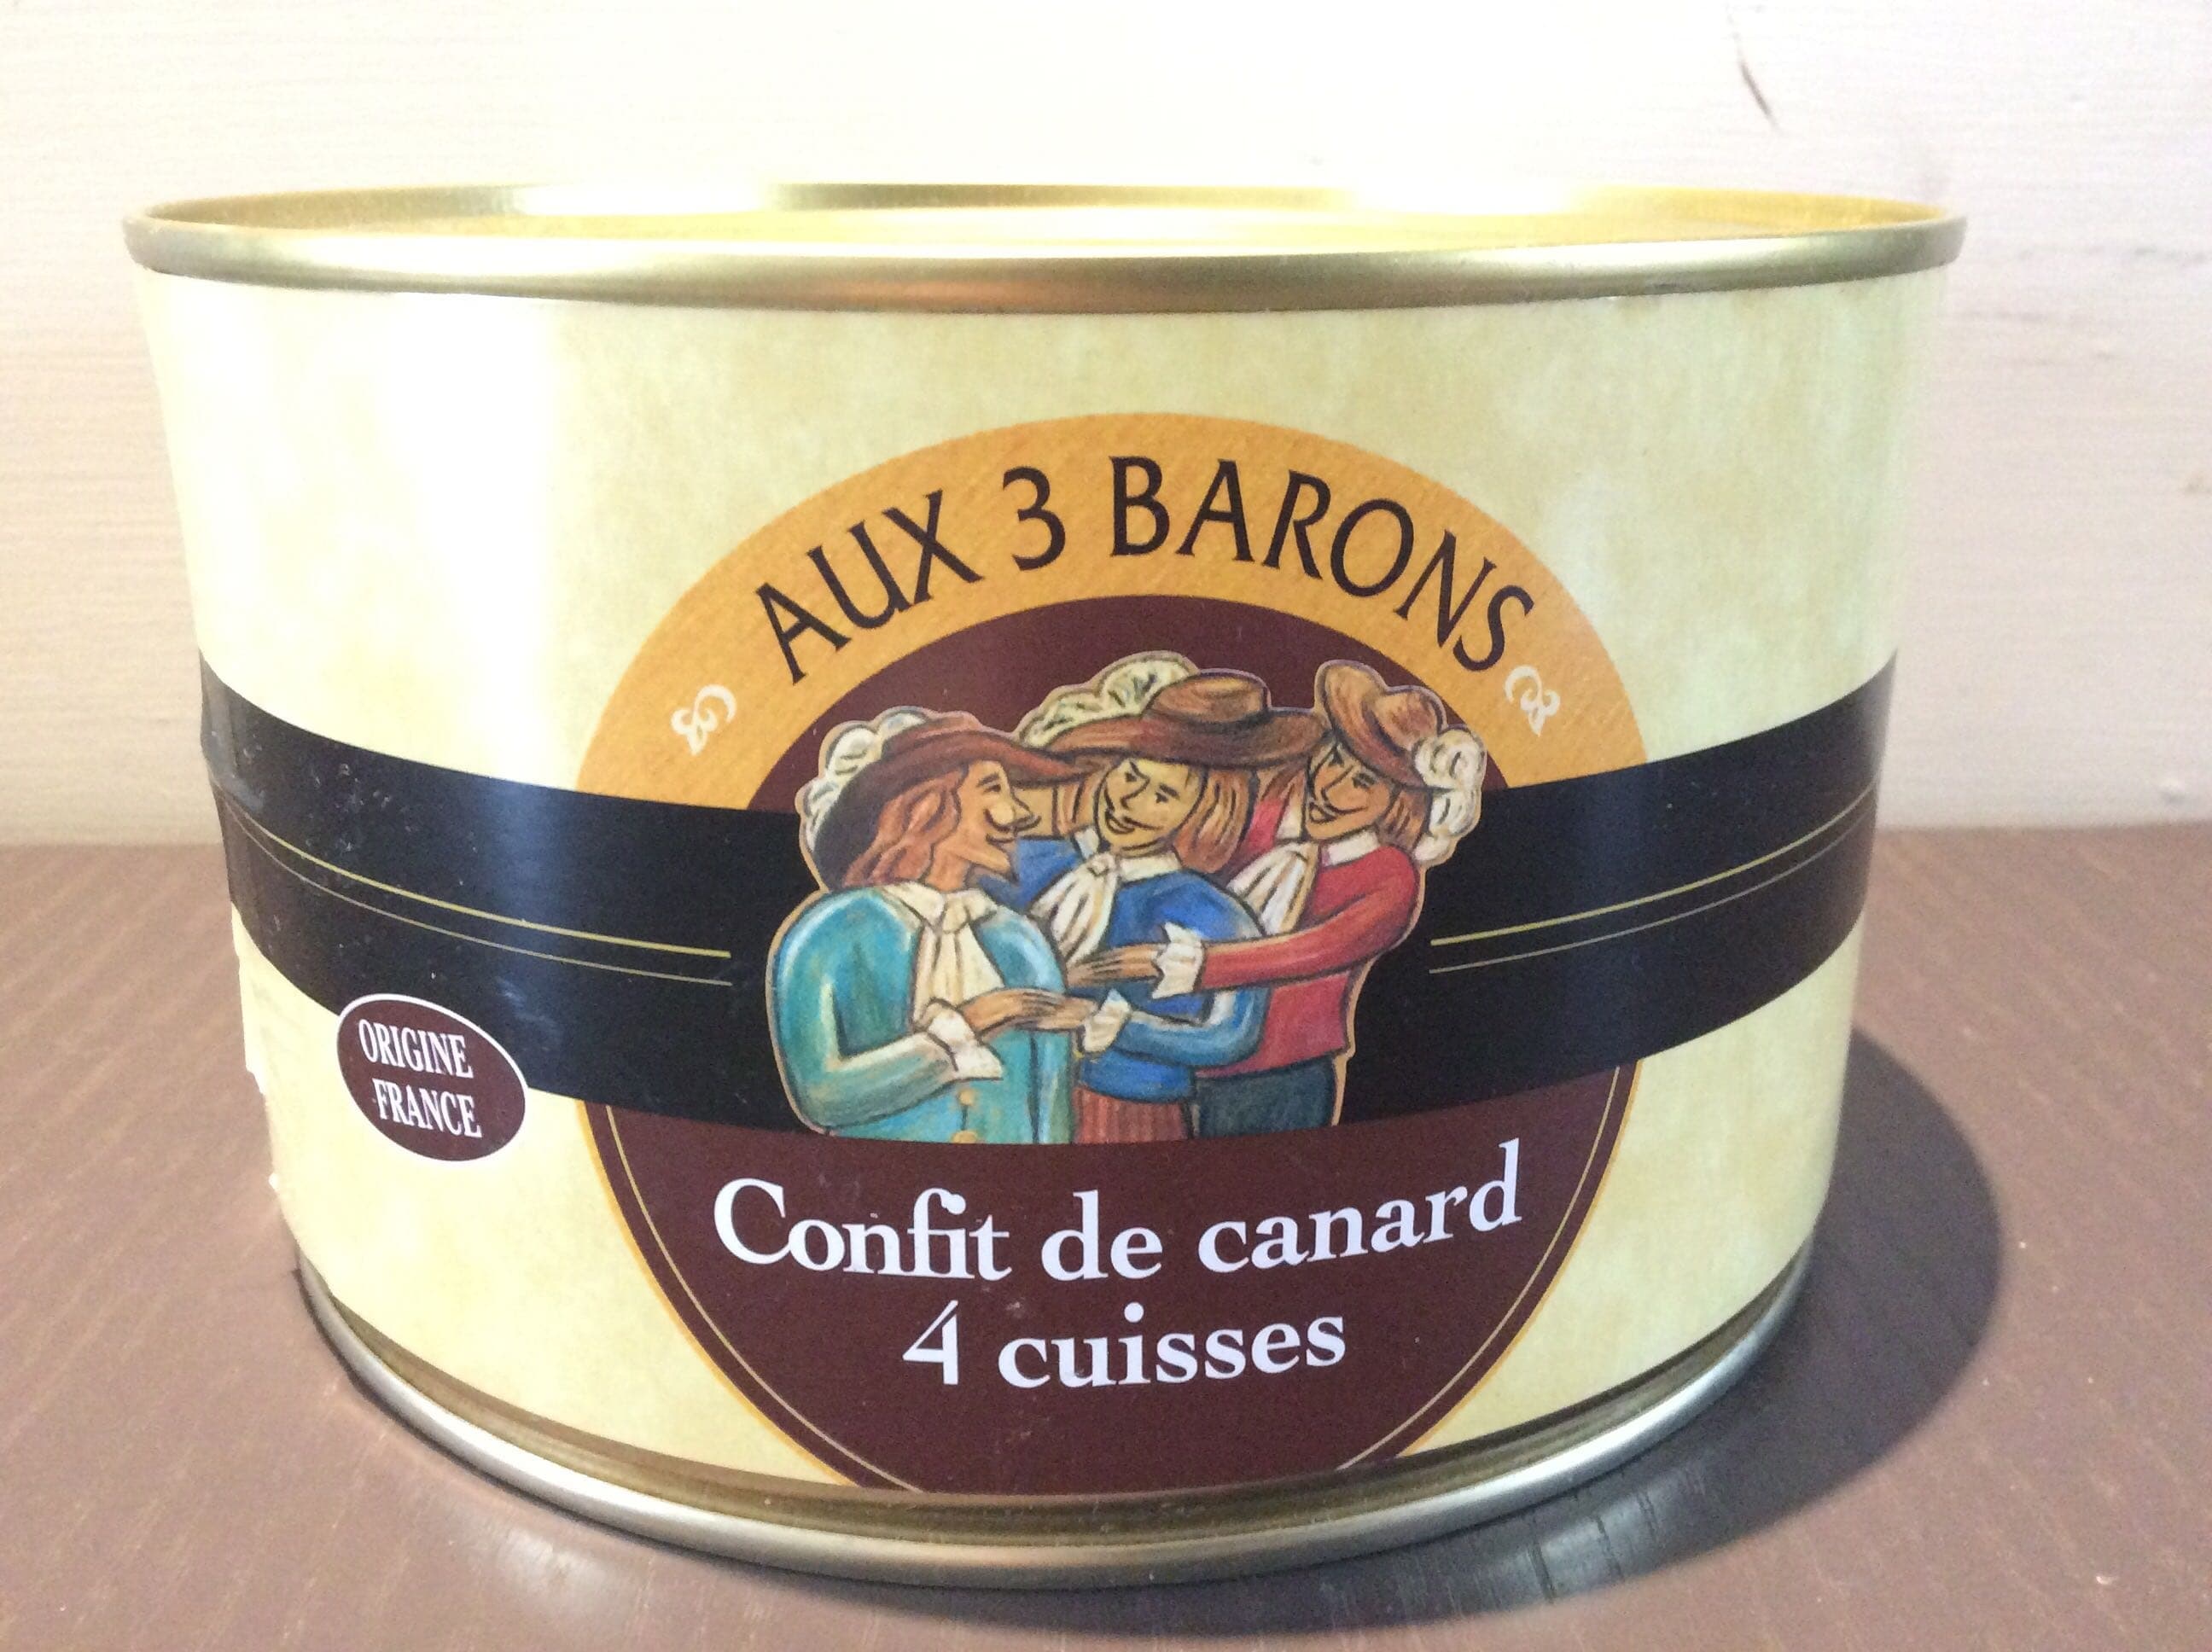 AUX 3 BARONS
ORIGINE
FRANCE
Confit de canard
4 cuisses